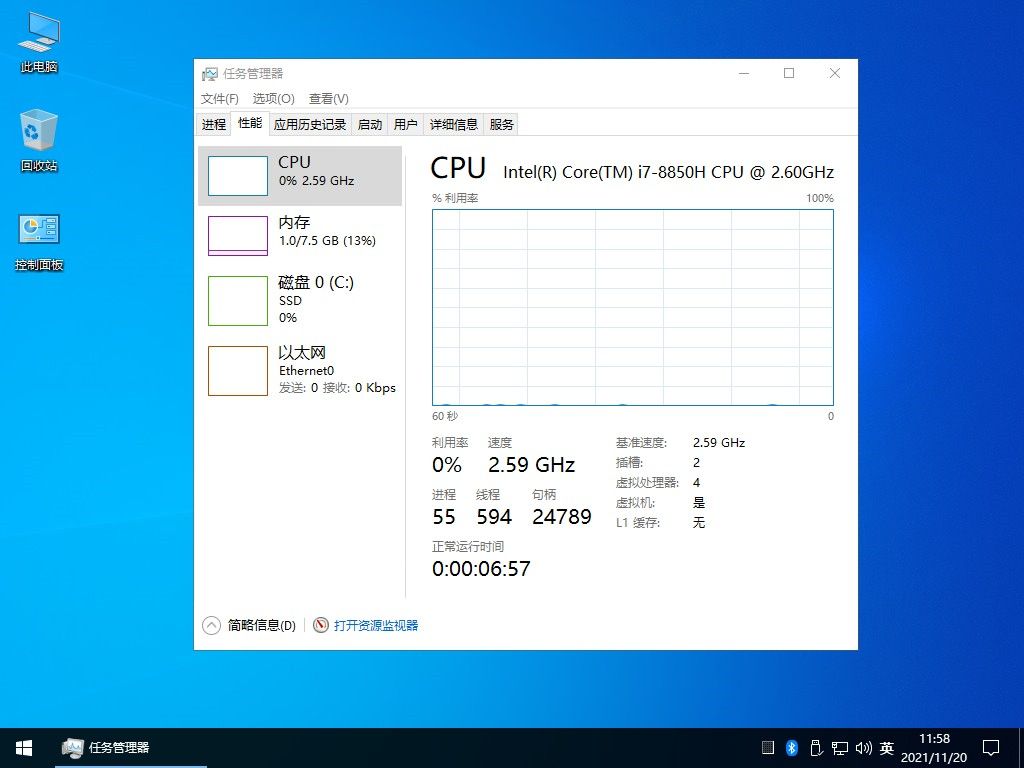 此电脑
回收站
控制面板
任务管理器
文件(F) 选项(O) 查看(V)
进程 性能 应用历史记录 启动 用户 详细信息 服务
CPU
0% 2.59 GHz
内存
1.0/7.5 GB (13%)
磁盘 0 (C:)
SSD
0%
以太网
Ethernet0
发送: 0 接收: 0 Kbps
CPU Intel(R) Core(TM) i7-8850H CPU @ 2.60GHz
% 利用率 100%
60 秒 0
利用率 速度
0% 2.59 GHz
进程 线程 句柄
55 594 24789
正常运行时间
0:00:06:57
基准速度: 2.59 GHz
插槽: 2
虚拟处理器: 4
虚拟机: 是
L1 缓存: 无
简略信息(D) 打开资源监视器
任务管理器
英
11:58
2021/11/20